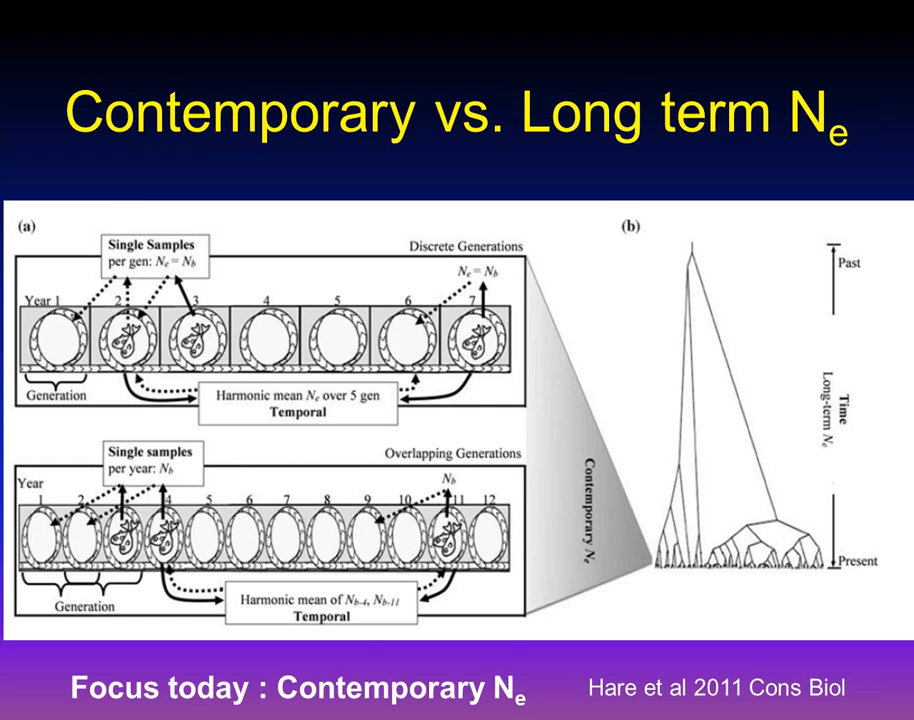 Contemporary vs. Long term Ne
(a)
Single Samples
per gen: Ne = Nb
Discrete Generations
Ne = Nb
Year 1 2 3 4 5 6 7
Generation
Harmonic mean Ne over 5 gen
Temporal
Single samples
per year: Nb
Overlapping Generations
Nb
Year
1 2 3 4 5 6 7 8 9 10 11 12
Generation
Harmonic mean of Nb-4, Nb-11
Temporal
Contemporary Ne
(b)
Past
Time
Long-term Ne
Present
Focus today : Contemporary Ne
Hare et al 2011 Cons Biol